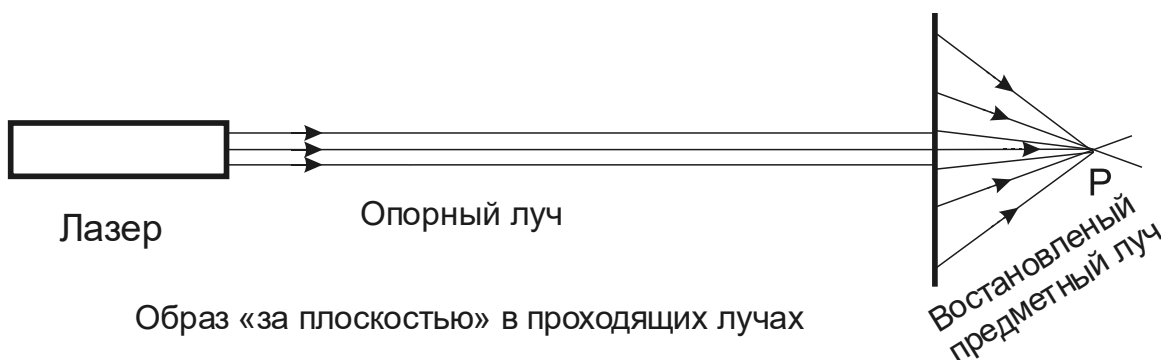 Лазер
Опорный луч
P
Востановленый
предметный луч
Образ «за плоскостью» в проходящих лучах